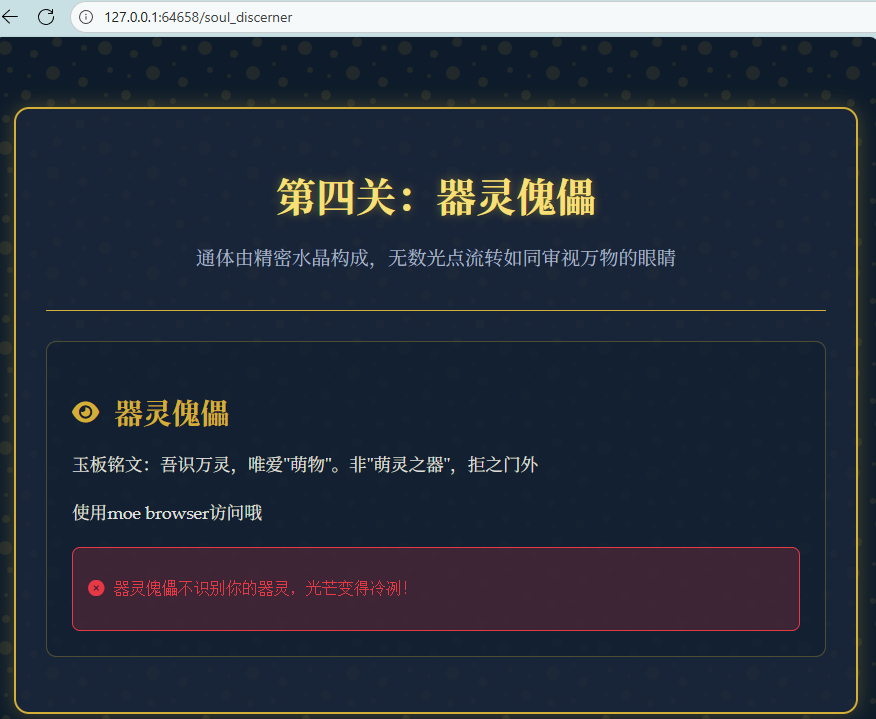 127.0.0.1:64658/soul_discerner
第四关：器灵傀儡
通体由精密水晶构成，无数光点流转如同审视万物的眼睛
器灵傀儡
玉板铭文：吾识万灵，唯爱"萌物"。非"萌灵之器"，拒之门外
使用moe browser访问哦
器灵傀儡不识别你的器灵，光芒变得冷冽！